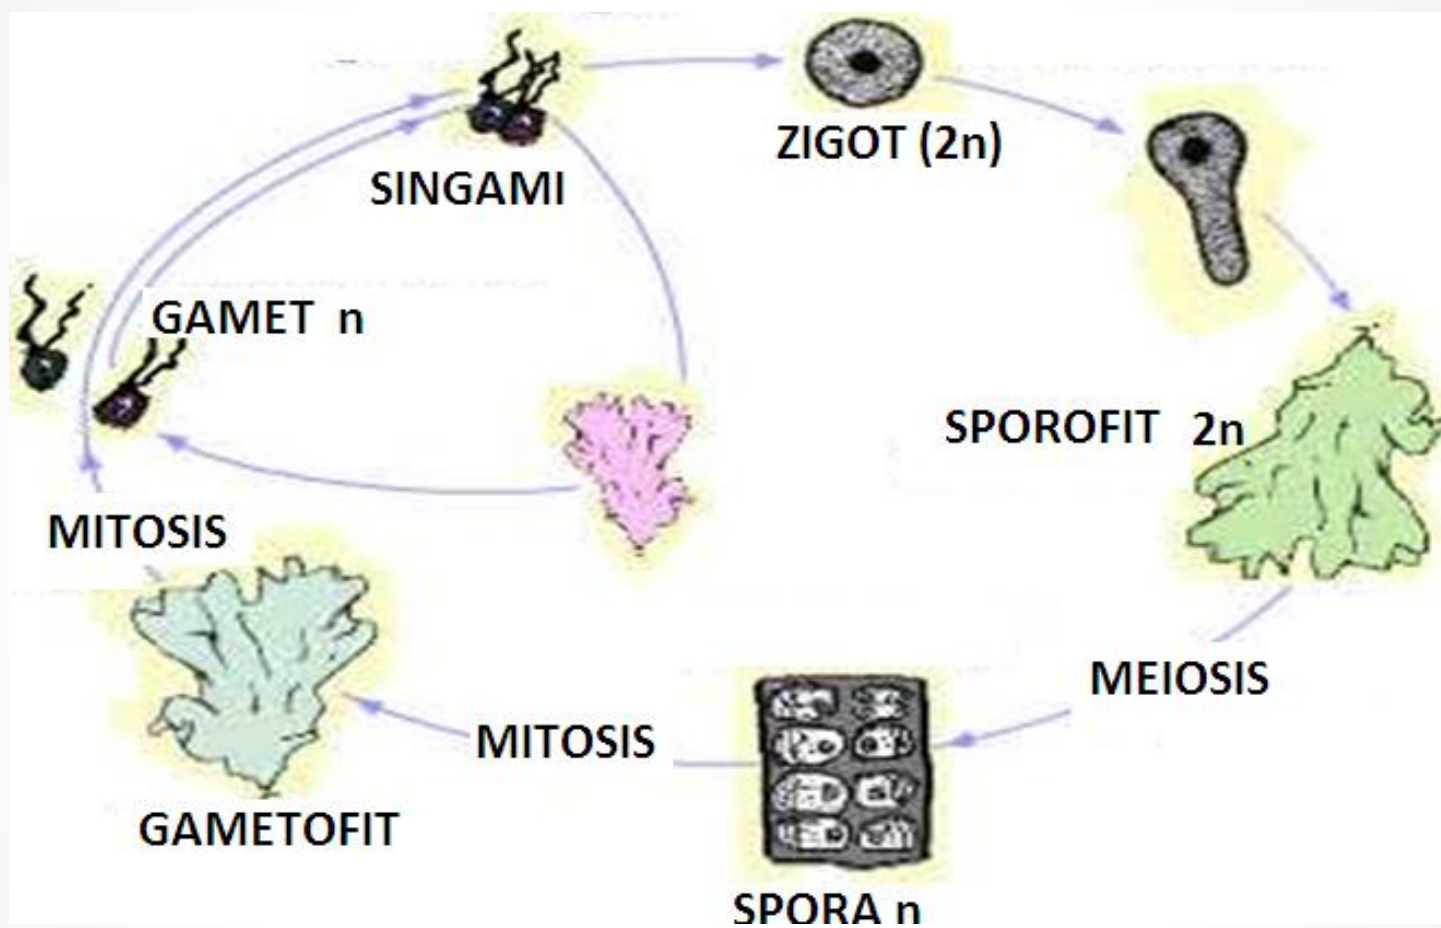 ZIGOT (2n)
SINGAMI
GAMET n
SPOROFIT 2n
MITOSIS
MEIOSIS
MITOSIS
GAMETOFIT
SPORA n